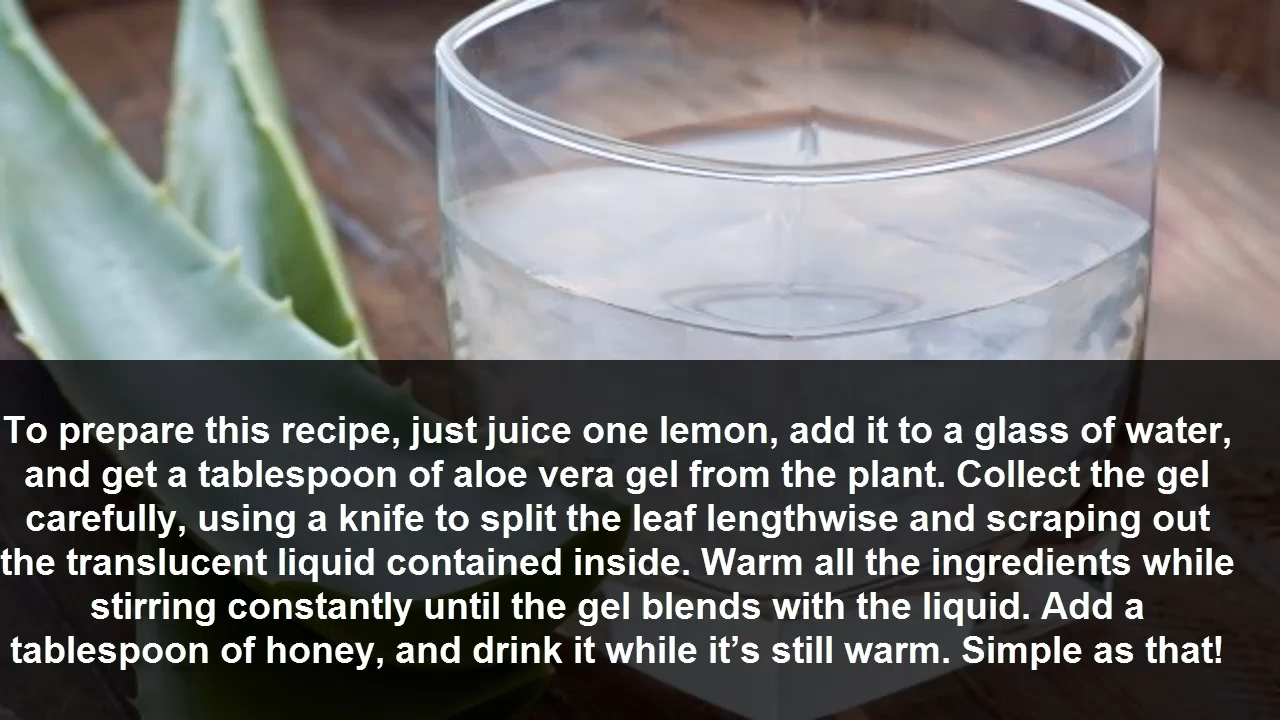 To prepare this recipe, just juice one lemon, add it to a glass of water,
and get a tablespoon of aloe vera gel from the plant. Collect the gel
carefully, using a knife to split the leaf lengthwise and scraping out
the translucent liquid contained inside. Warm all the ingredients while
stirring constantly until the gel blends with the liquid. Add a
tablespoon of honey, and drink it while it’s still warm. Simple as that!